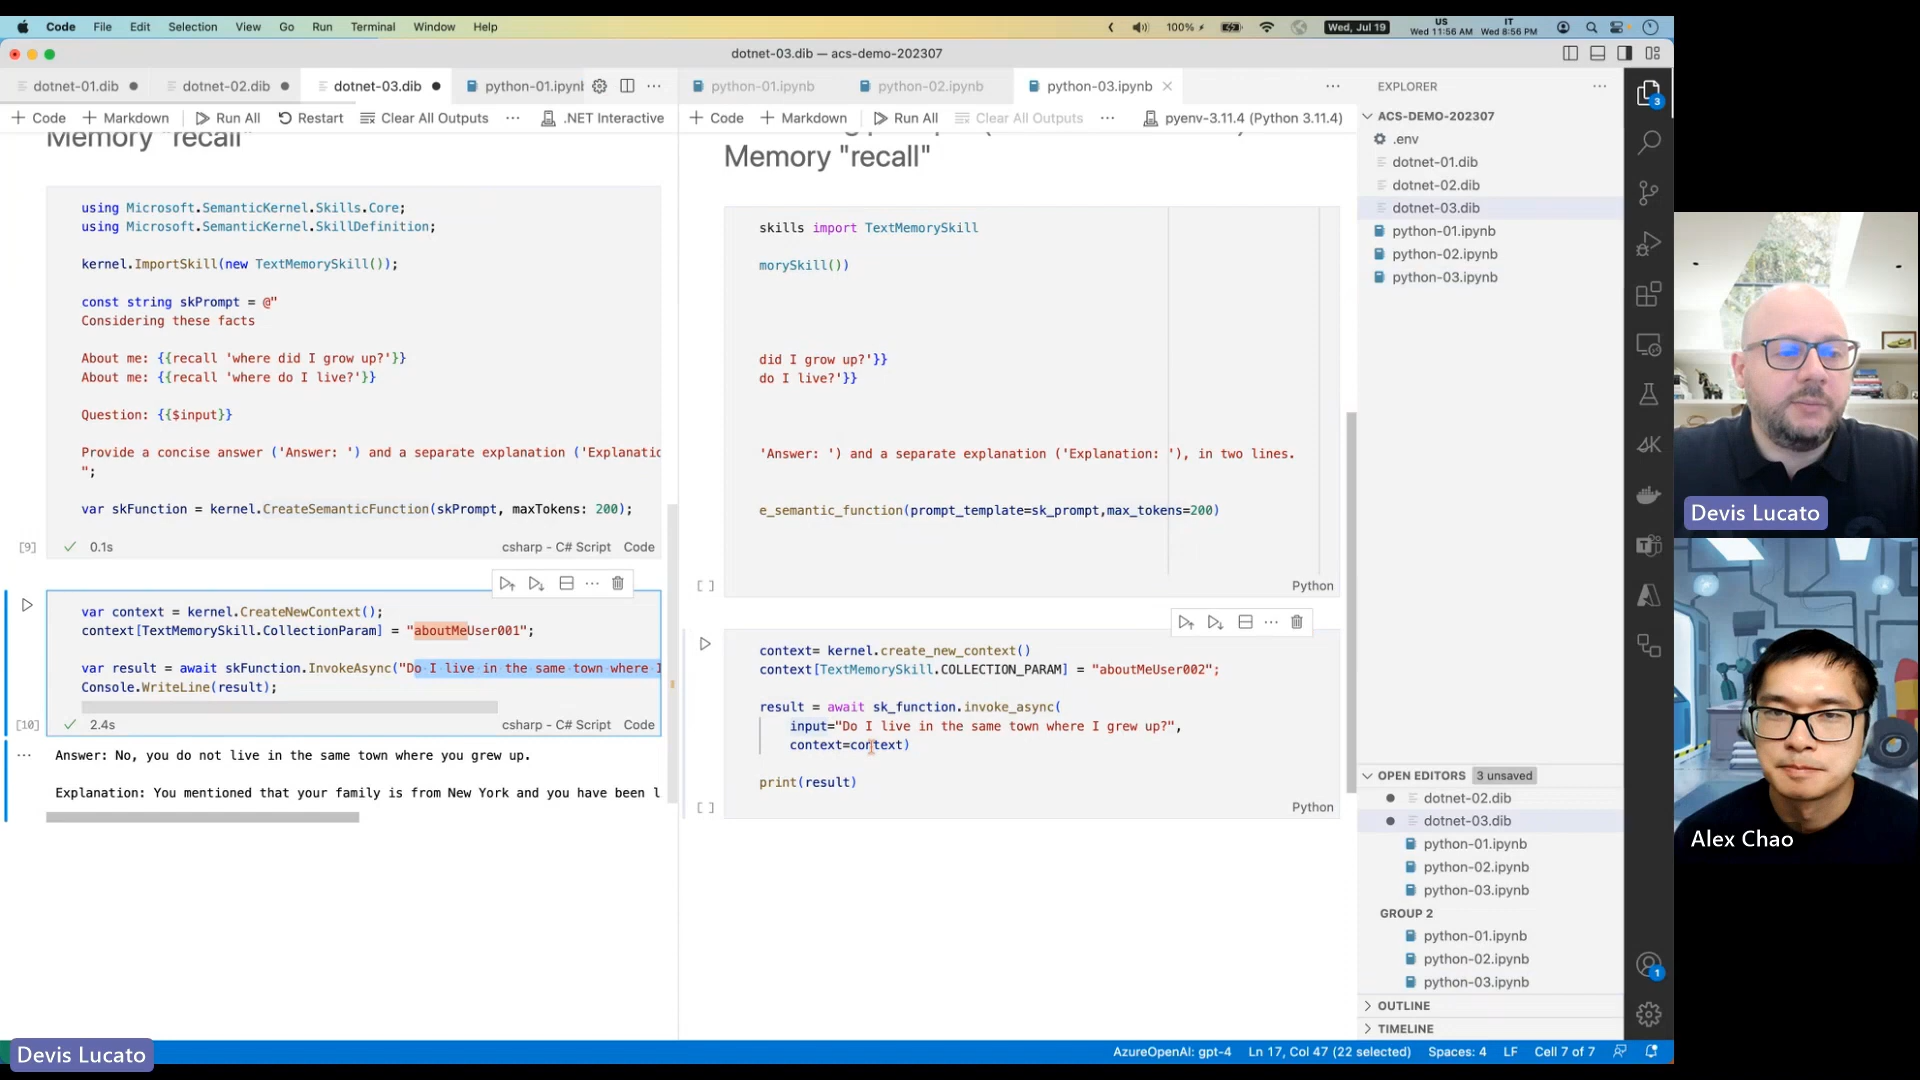 Code File Edit Selection View Go Run Terminal Window Help
100% Wed, Jul 19 US Wed 11:56 AM IT Wed 8:56 PM
dotnet-03.dib — acs-demo-202307
dotnet-01.dib dotnet-02.dib dotnet-03.dib python-01.ipynb
+ Code + Markdown Run All Restart Clear All Outputs ... .NET Interactive
Memory "recall"
using Microsoft.SemanticKernel.Skills.Core;
using Microsoft.SemanticKernel.SkillDefinition;
kernel.ImportSkill(new TextMemorySkill());
const string skPrompt = @"
Considering these facts
About me: {{recall 'where did I grow up?'}}
About me: {{recall 'where do I live?'}}
Question: {{$input}}
Provide a concise answer ('Answer: ') and a separate explanation ('Explanatic
";
var skFunction = kernel.CreateSemanticFunction(skPrompt, maxTokens: 200);
[9] 0.1s csharp - C# Script Code
var context = kernel.CreateNewContext();
context[TextMemorySkill.CollectionParam] = "aboutMeUser001";
var result = await skFunction.InvokeAsync("Do I live in the same town where I
Console.WriteLine(result);
[10] 2.4s csharp - C# Script Code
... Answer: No, you do not live in the same town where you grew up.
Explanation: You mentioned that your family is from New York and you have been l
python-01.ipynb python-02.ipynb python-03.ipynb
+ Code + Markdown Run All Clear All Outputs ... pyenv-3.11.4 (Python 3.11.4)
Memory "recall"
skills import TextMemorySkill
morySkill())
did I grow up?'}}
do I live?'}}
'Answer: ') and a separate explanation ('Explanation: '), in two lines.
e_semantic_function(prompt_template=sk_prompt,max_tokens=200)
[ ] Python
context= kernel.create_new_context()
context[TextMemorySkill.COLLECTION_PARAM] = "aboutMeUser002";
result = await sk_function.invoke_async(
input="Do I live in the same town where I grew up?",
context=context)
print(result)
[ ] Python
EXPLORER
ACS-DEMO-202307
.env
dotnet-01.dib
dotnet-02.dib
dotnet-03.dib
python-01.ipynb
python-02.ipynb
python-03.ipynb
OPEN EDITORS 3 unsaved
dotnet-02.dib
dotnet-03.dib
python-01.ipynb
python-02.ipynb
python-03.ipynb
GROUP 2
python-01.ipynb
python-02.ipynb
python-03.ipynb
OUTLINE
TIMELINE
3
4K
1
Devis Lucato
Alex Chao
Devis Lucato
AzureOpenAI: gpt-4 Ln 17, Col 47 (22 selected) Spaces: 4 LF Cell 7 of 7